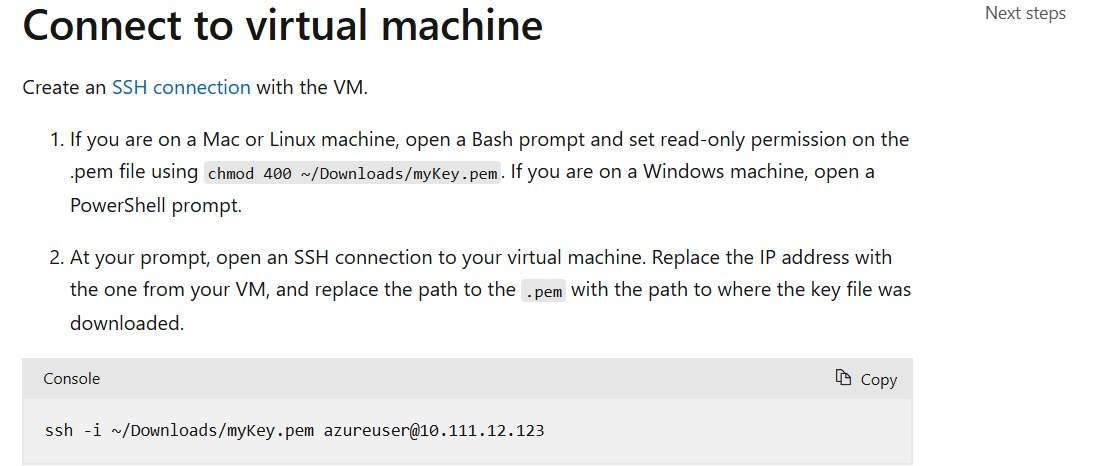 Connect to virtual machine
Next steps
Create an SSH connection with the VM.
1. If you are on a Mac or Linux machine, open a Bash prompt and set read-only permission on the
.pem file using chmod 400 ~/Downloads/myKey.pem. If you are on a Windows machine, open a
PowerShell prompt.
2. At your prompt, open an SSH connection to your virtual machine. Replace the IP address with
the one from your VM, and replace the path to the .pem with the path to where the key file was
downloaded.
Console
Copy
ssh -i ~/Downloads/myKey.pem azureuser@10.111.12.123